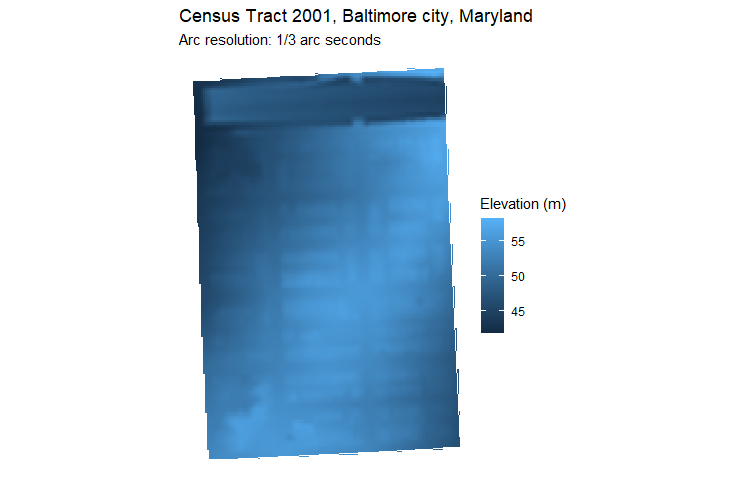 Census Tract 2001, Baltimore city, Maryland
Arc resolution: 1/3 arc seconds
Elevation (m)
55
50
45